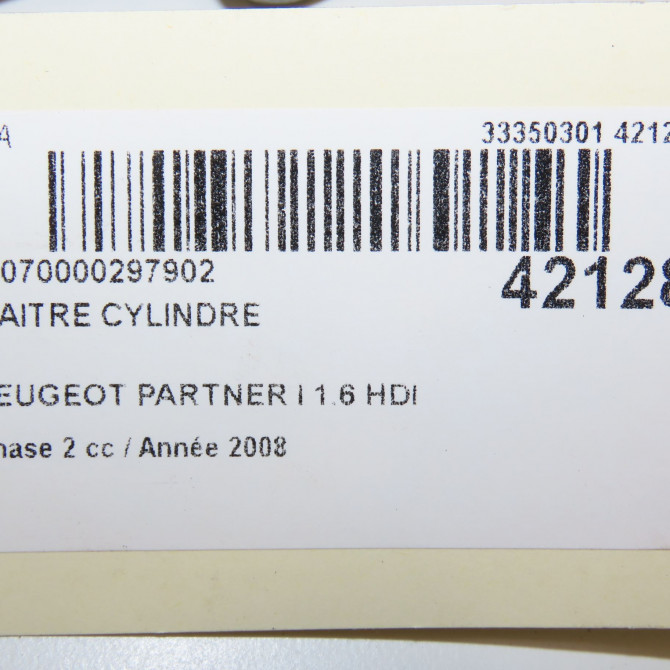 A 33350301 4212
070000297902 42128
AITRE CYLINDRE
EUGEOT PARTNER I 1.6 HDI
hase 2 cc / Année 2008